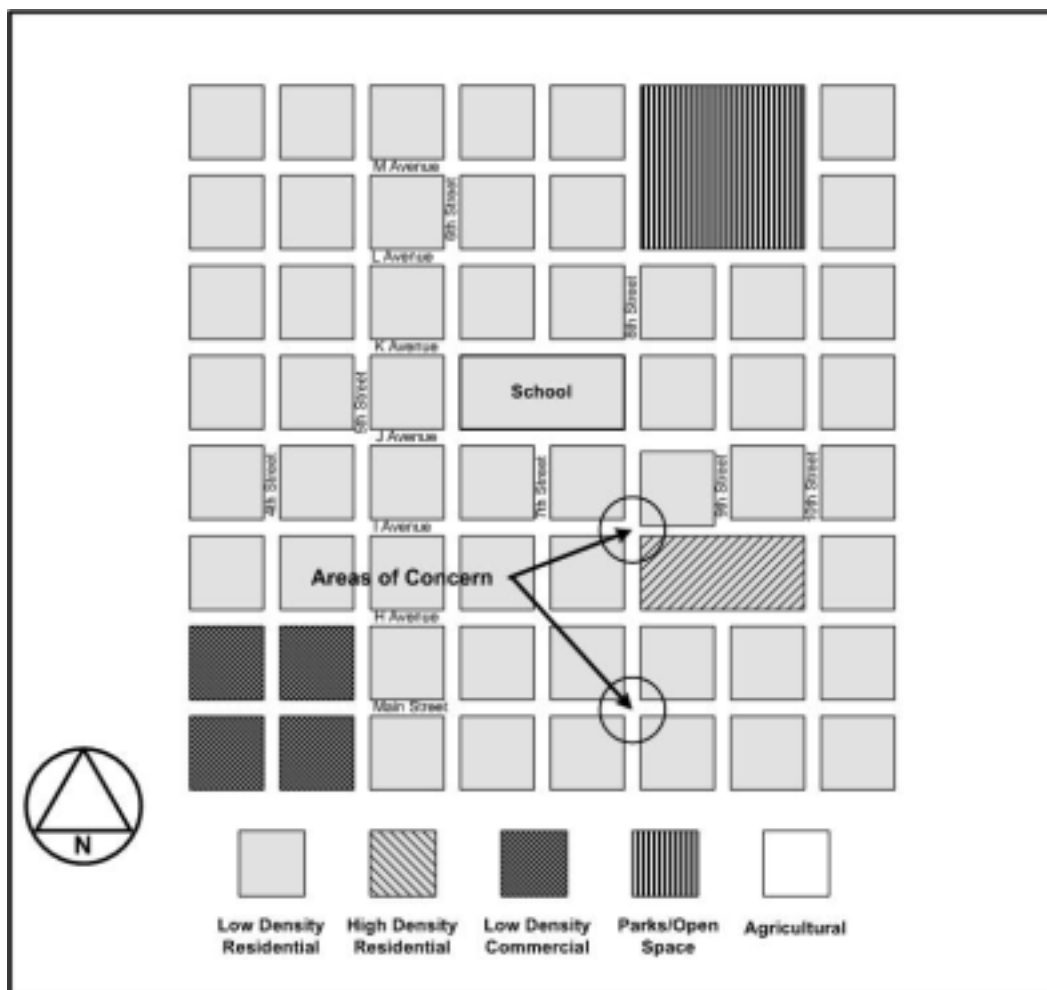 M Avenue
6th Street
L Avenue
8th Street
K Avenue
5th Street
School
J Avenue
4th Street
7th Street
9th Street
10th Street
I Avenue
Areas of Concern
H Avenue
Main Street
N
Low Density
Residential
High Density
Residential
Low Density
Commercial
Parks/Open
Space
Agricultural